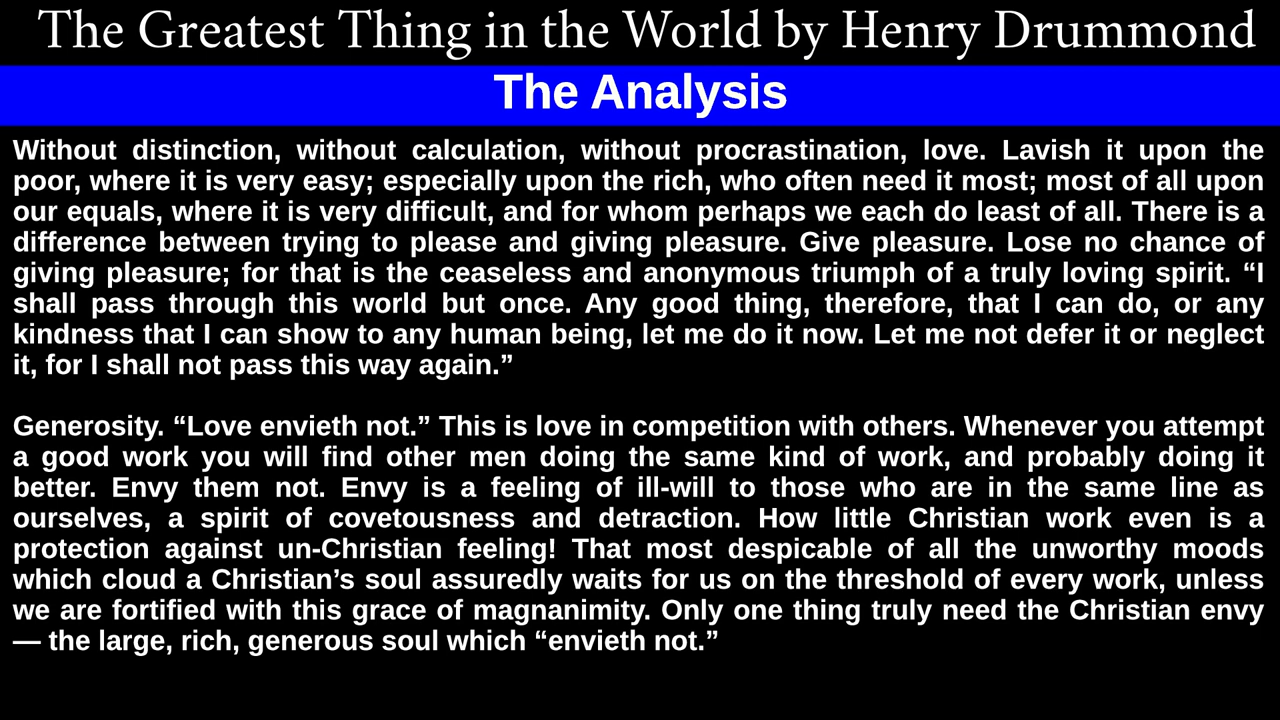 The Greatest Thing in the World by Henry Drummond
The Analysis
Without distinction, without calculation, without procrastination, love. Lavish it upon the
poor, where it is very easy; especially upon the rich, who often need it most; most of all upon
our equals, where it is very difficult, and for whom perhaps we each do least of all. There is a
difference between trying to please and giving pleasure. Give pleasure. Lose no chance of
giving pleasure; for that is the ceaseless and anonymous triumph of a truly loving spirit. “I
shall pass through this world but once. Any good thing, therefore, that I can do, or any
kindness that I can show to any human being, let me do it now. Let me not defer it or neglect
it, for I shall not pass this way again.”
Generosity. “Love envieth not.” This is love in competition with others. Whenever you attempt
a good work you will find other men doing the same kind of work, and probably doing it
better. Envy them not. Envy is a feeling of ill-will to those who are in the same line as
ourselves, a spirit of covetousness and detraction. How little Christian work even is a
protection against un-Christian feeling! That most despicable of all the unworthy moods
which cloud a Christian’s soul assuredly waits for us on the threshold of every work, unless
we are fortified with this grace of magnanimity. Only one thing truly need the Christian envy
— the large, rich, generous soul which “envieth not.”